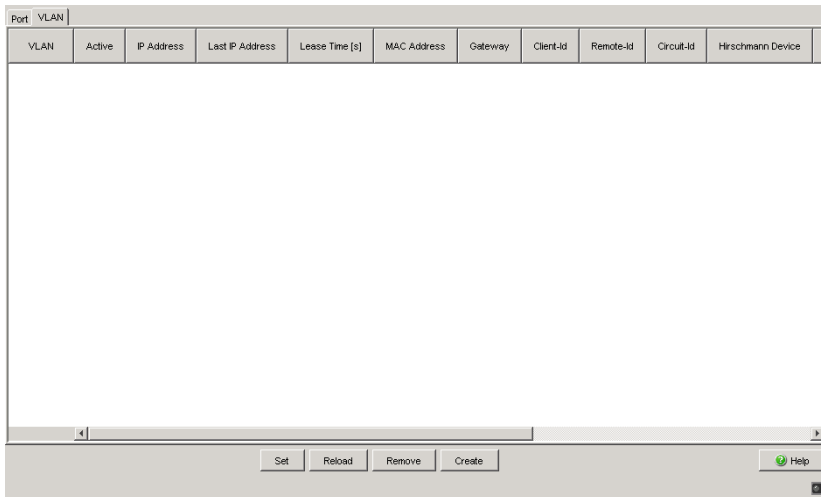 Port VLAN
VLAN Active IP Address Last IP Address Lease Time [s] MAC Address Gateway Client-Id Remote-Id Circuit-Id Hirschmann Device
Set Reload Remove Create Help